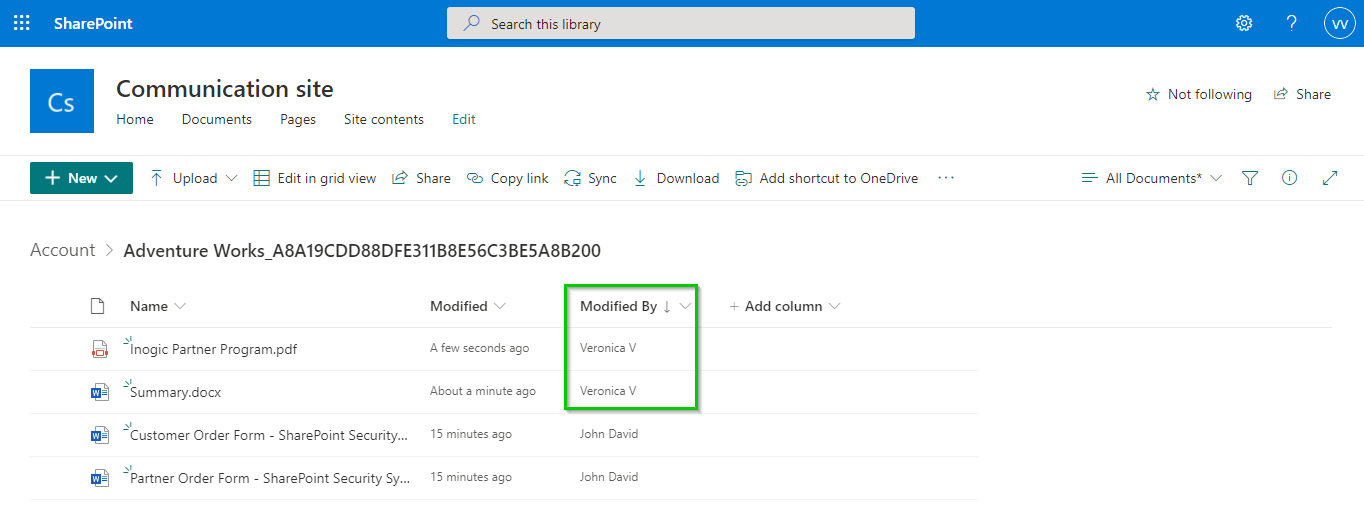 SharePoint Search this library ? VV
Cs Communication site
Not following Share
Home Documents Pages Site contents Edit
+ New Upload Edit in grid view Share Copy link Sync Download Add shortcut to OneDrive ... All Documents*
Account > Adventure Works_A8A19CDD88DFE311B8E56C3BE5A8B200
Name Modified Modified By ↓ + Add column
Inogic Partner Program.pdf A few seconds ago Veronica V
Summary.docx About a minute ago Veronica V
Customer Order Form - SharePoint Security... 15 minutes ago John David
Partner Order Form - SharePoint Security Sy... 15 minutes ago John David